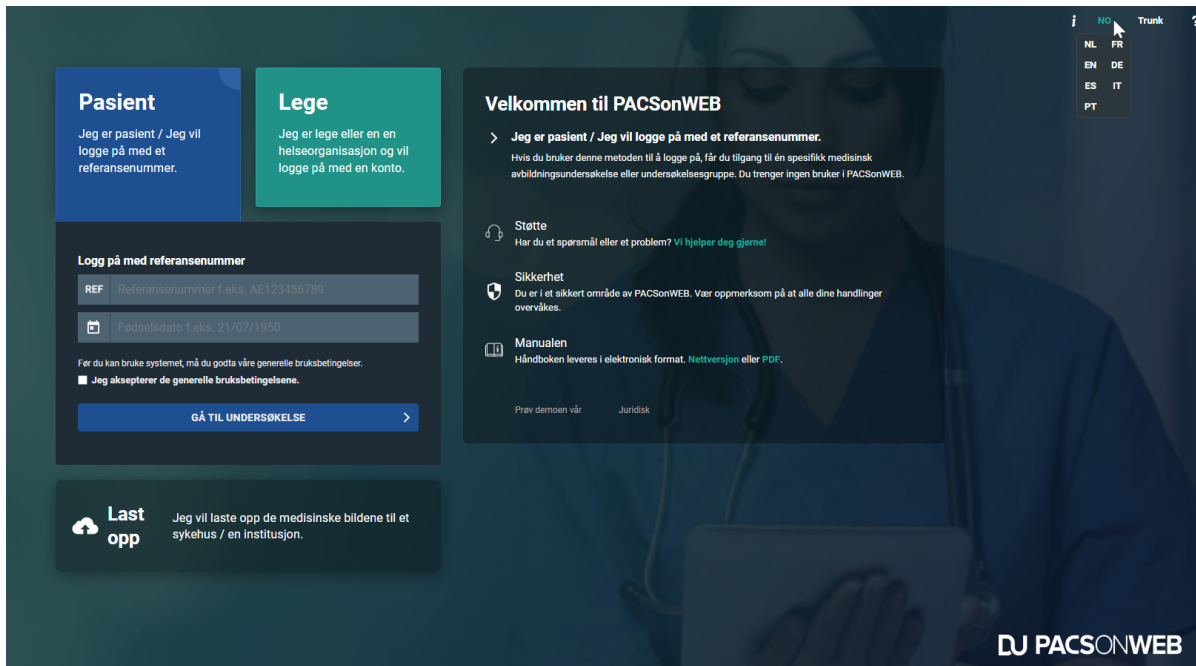 i NO Trunk ?
NL FR
EN DE
ES IT
PT
Pasient
Jeg er pasient / Jeg vil
logge på med et
referansenummer.
Lege
Jeg er lege eller en en
helseorganisasjon og vil
logge på med en konto.
Logg på med referansenummer
REF Referansenummer f.eks. AE123456789
Fødselsdato f.eks. 21/07/1950
Før du kan bruke systemet, må du godta våre generelle bruksbetingelser.
Jeg aksepterer de generelle bruksbetingelsene.
GÅ TIL UNDERSØKELSE
Last
opp
Jeg vil laste opp de medisinske bildene til et
sykehus / en institusjon.
Velkommen til PACSonWEB
Jeg er pasient / Jeg vil logge på med et referansenummer.
Hvis du bruker denne metoden til å logge på, får du tilgang til én spesifikk medisinsk
avbildningsundersøkelse eller undersøkelsesgruppe. Du trenger ingen bruker i PACSonWEB.
Støtte
Har du et spørsmål eller et problem? Vi hjelper deg gjerne!
Sikkerhet
Du er i et sikkert område av PACSonWEB. Vær oppmerksom på at alle dine handlinger
overvåkes.
Manualen
Håndboken leveres i elektronisk format. Nettversjon eller PDF.
Prøv demoen vår Juridisk
PACSONWEB